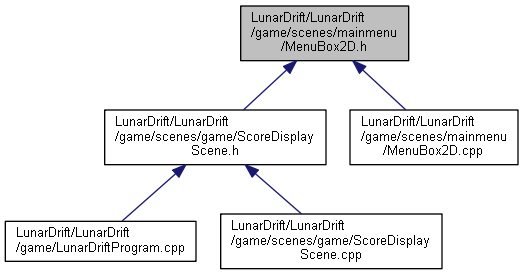 LunarDrift/LunarDrift
/game/scenes/mainmenu
/MenuBox2D.h
LunarDrift/LunarDrift
/game/scenes/game/ScoreDisplay
Scene.h
LunarDrift/LunarDrift
/game/scenes/mainmenu
/MenuBox2D.cpp
LunarDrift/LunarDrift
/game/LunarDriftProgram.cpp
LunarDrift/LunarDrift
/game/scenes/game/ScoreDisplay
Scene.cpp